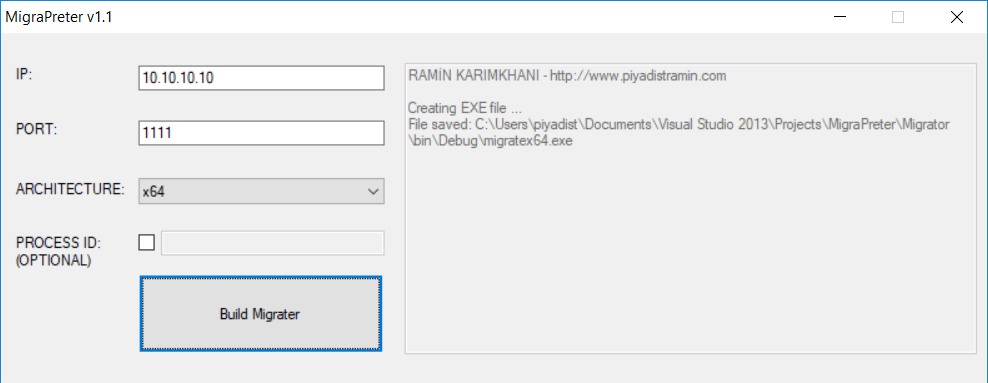 MigraPreter v1.1
IP:
10.10.10.10
PORT:
1111
ARCHITECTURE:
x64
PROCESS ID:
(OPTIONAL)
Build Migrater
RAMİN KARIMKHANI - http://www.piyadistramin.com
Creating EXE file ...
File saved: C:\Users\piyadist\Documents\Visual Studio 2013\Projects\MigraPreter\Migrator
\bin\Debug\migratex64.exe